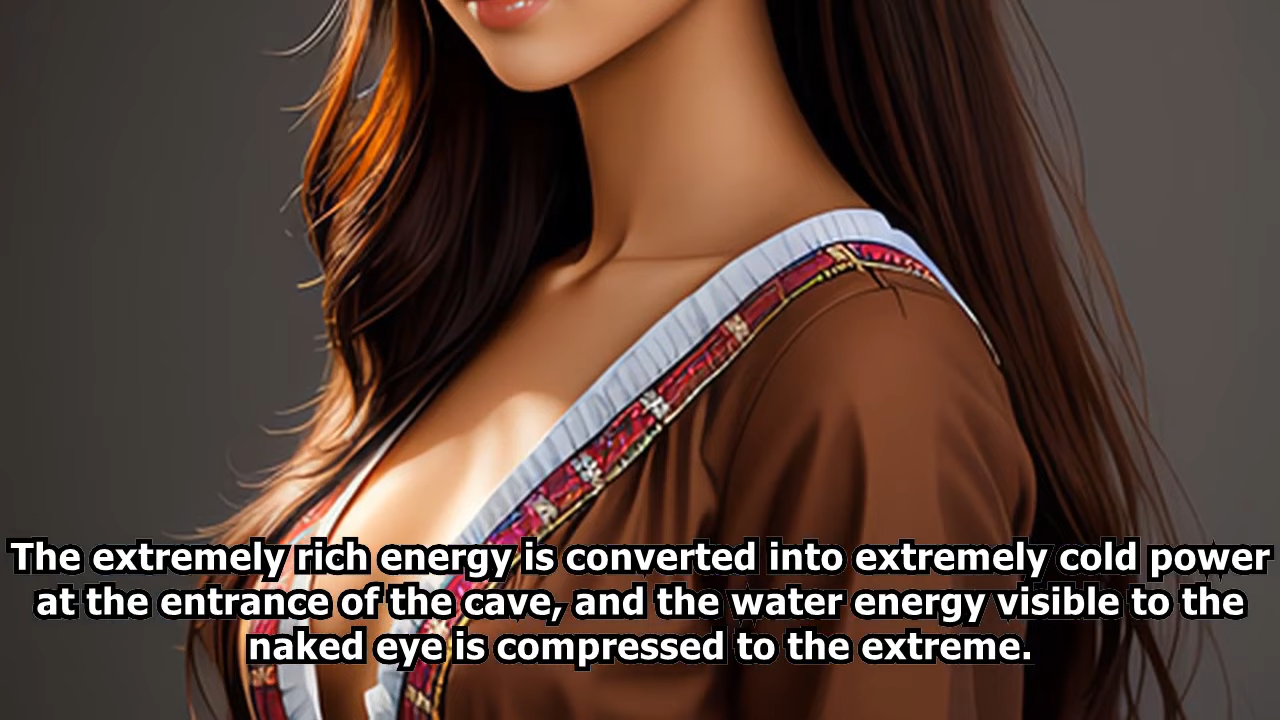 The extremely rich energy is converted into extremely cold power
at the entrance of the cave, and the water energy visible to the
naked eye is compressed to the extreme.